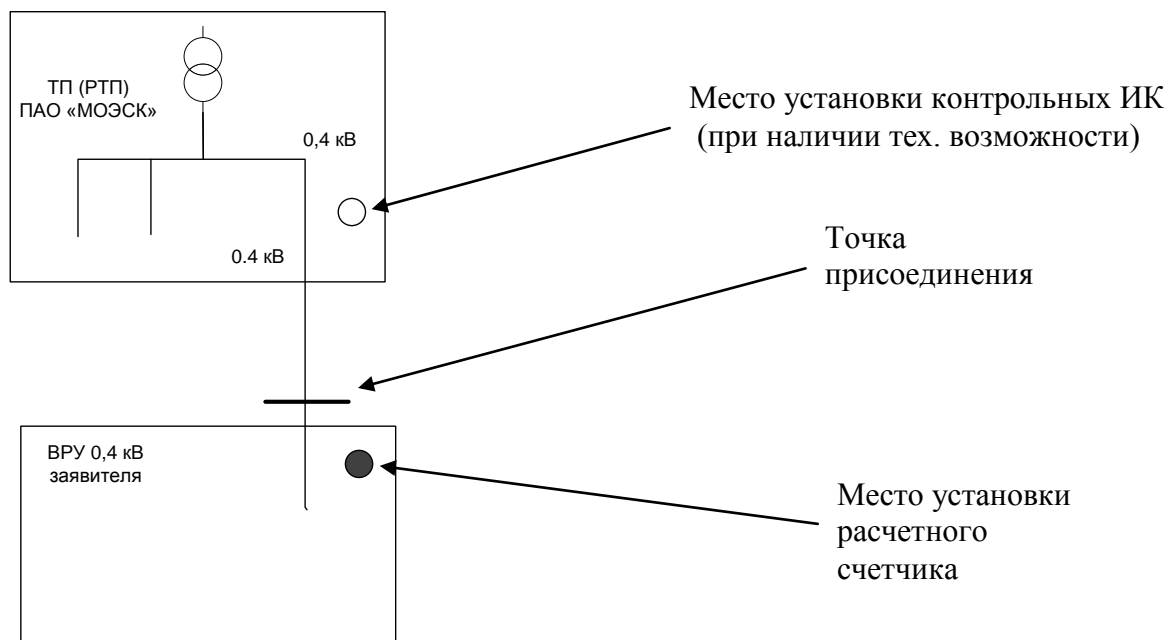 ТП (РТП)
ПАО «МОЭСК»
0,4 кВ
0.4 кВ
Место установки контрольных ИК
(при наличии тех. возможности)
Точка
присоединения
ВРУ 0,4 кВ
заявителя
Место установки
расчетного
счетчика